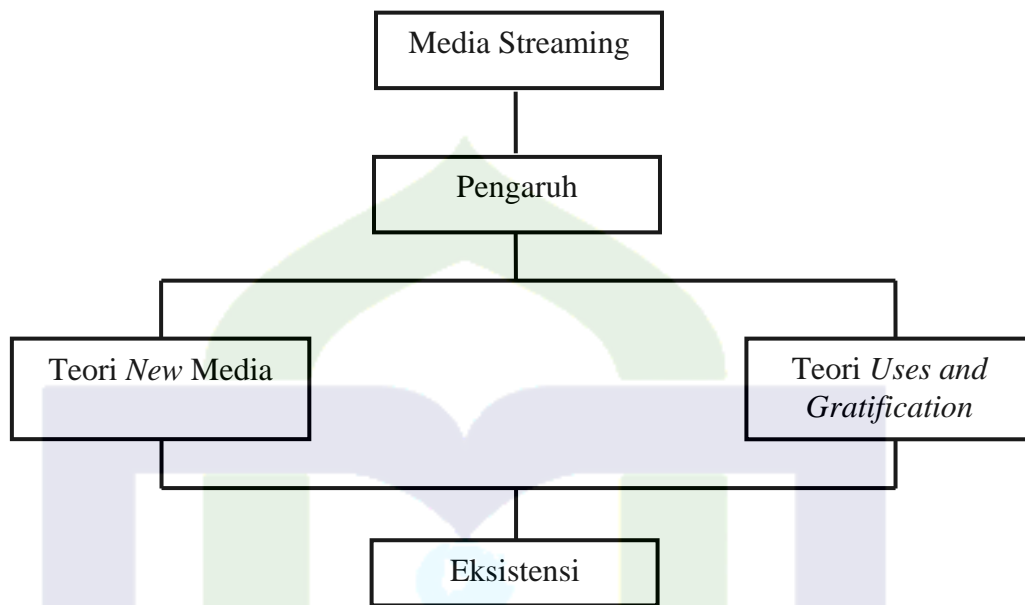 Media Streaming
Pengaruh
Teori New Media
Teori Uses and
Gratification
Eksistensi